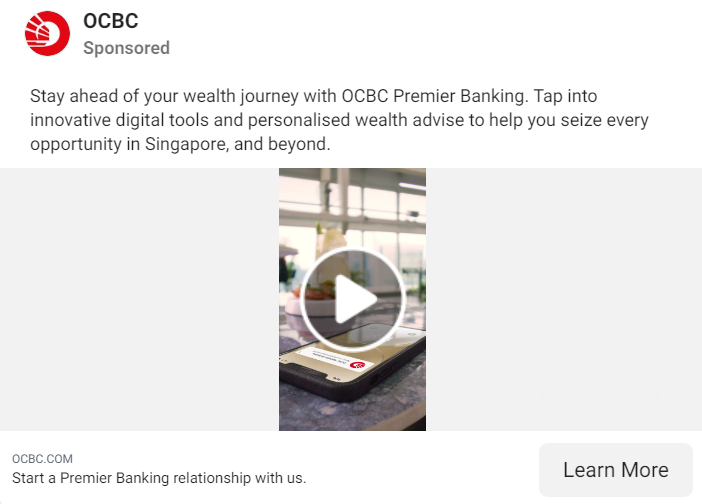 OCBC
Sponsored
Stay ahead of your wealth journey with OCBC Premier Banking. Tap into
innovative digital tools and personalised wealth advise to help you seize every
opportunity in Singapore, and beyond.
OCBC.COM
Start a Premier Banking relationship with us.
Learn More